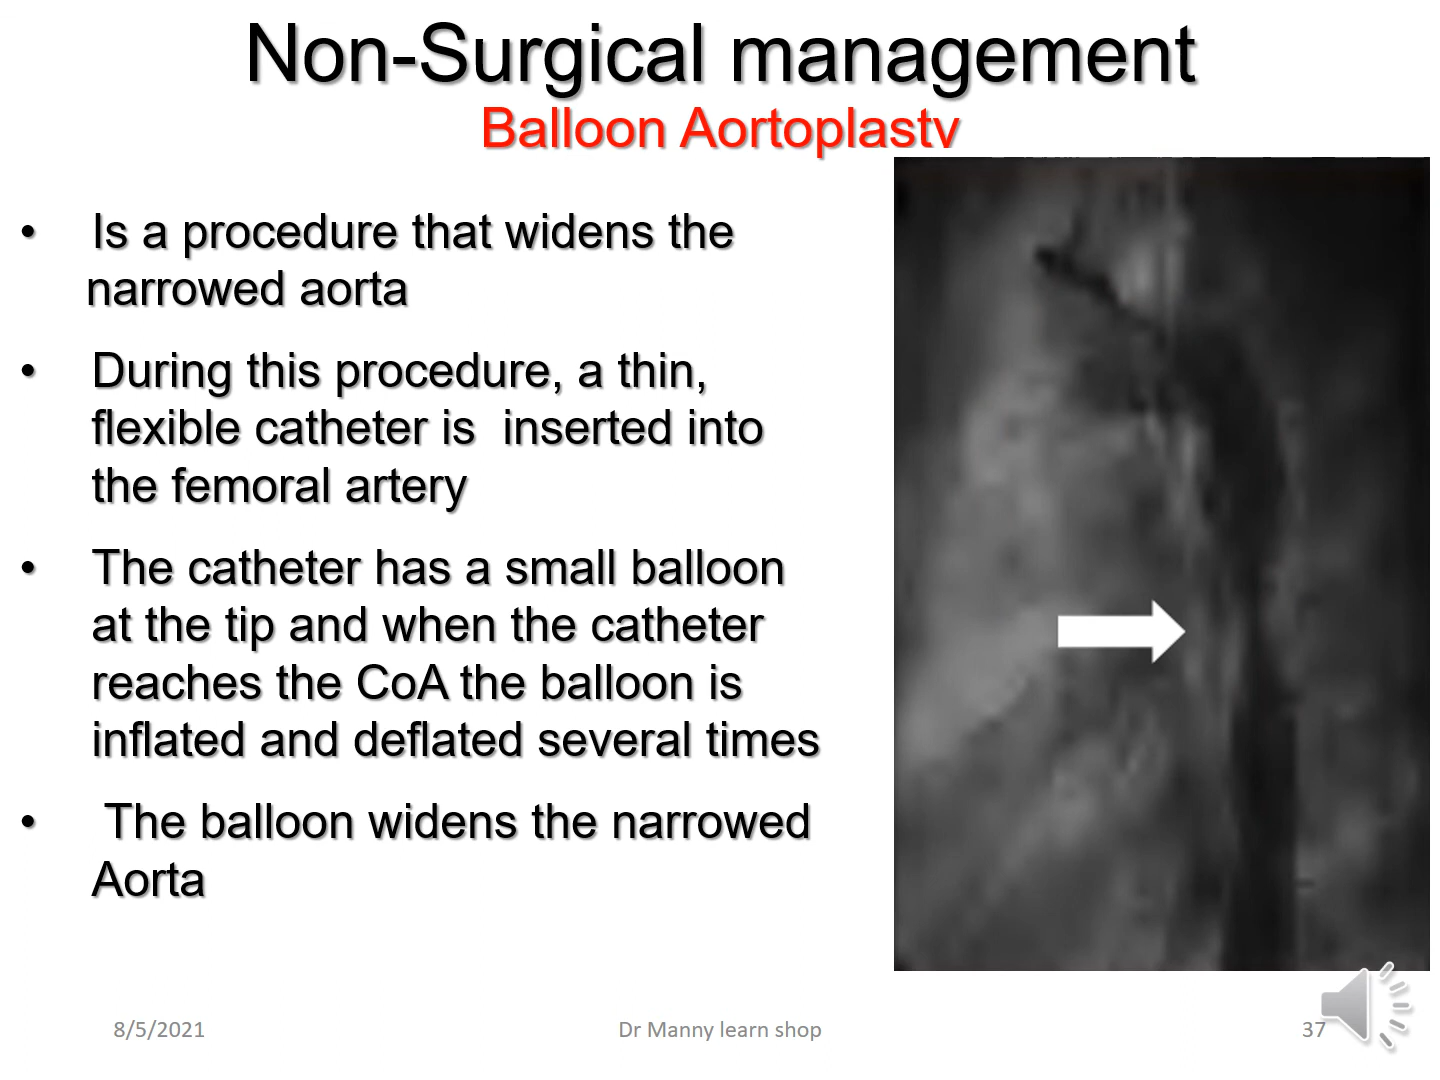 Non-Surgical management
Balloon Aortoplasty
• Is a procedure that widens the
narrowed aorta
• During this procedure, a thin,
flexible catheter is inserted into
the femoral artery
• The catheter has a small balloon
at the tip and when the catheter
reaches the CoA the balloon is
inflated and deflated several times
• The balloon widens the narrowed
Aorta
8/5/2021
Dr Manny learn shop
37